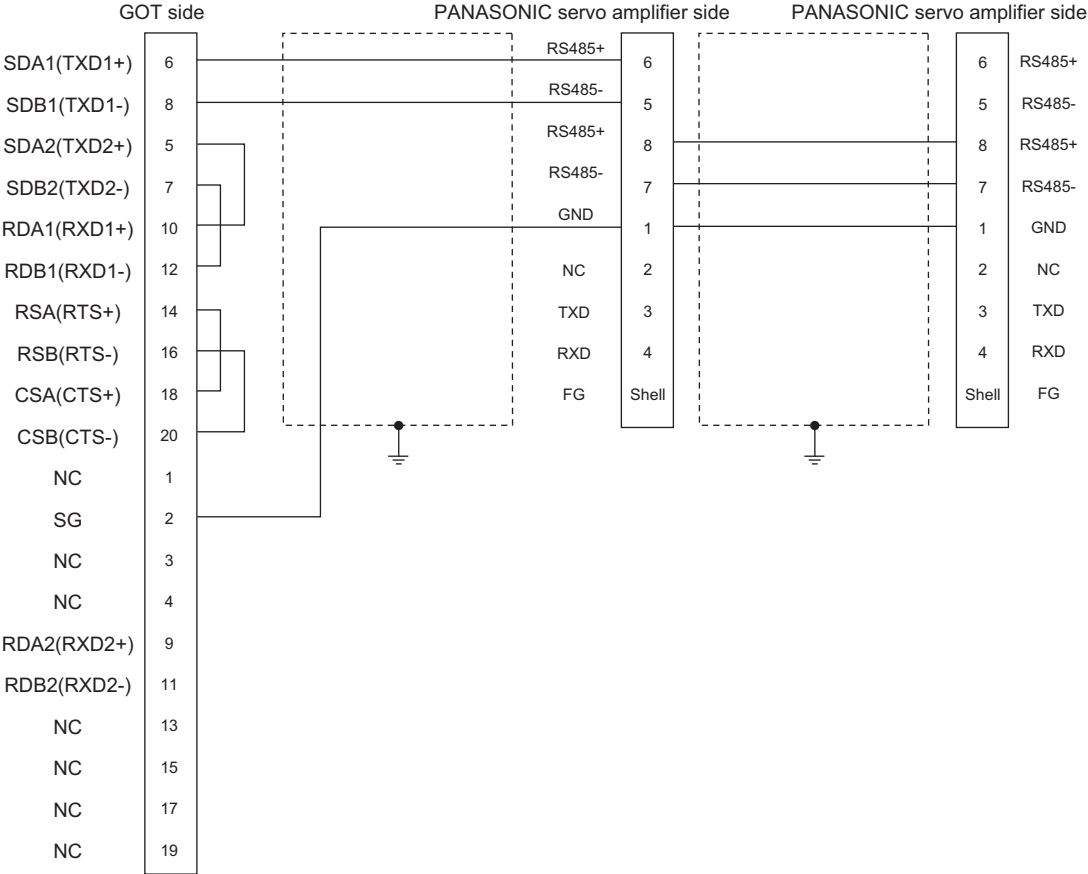 GOT side PANASONIC servo amplifier side PANASONIC servo amplifier side
SDA1(TXD1+) 6 RS485+ 6 6 RS485+
SDB1(TXD1-) 8 RS485- 5 5 RS485-
SDA2(TXD2+) 5 RS485+ 8 8 RS485+
SDB2(TXD2-) 7 RS485- 7 7 RS485-
RDA1(RXD1+) 10 GND 1 1 GND
RDB1(RXD1-) 12 NC 2 2 NC
RSA(RTS+) 14 TXD 3 3 TXD
RSB(RTS-) 16 RXD 4 4 RXD
CSA(CTS+) 18 FG Shell Shell FG
CSB(CTS-) 20
NC 1
SG 2
NC 3
NC 4
RDA2(RXD2+) 9
RDB2(RXD2-) 11
NC 13
NC 15
NC 17
NC 19